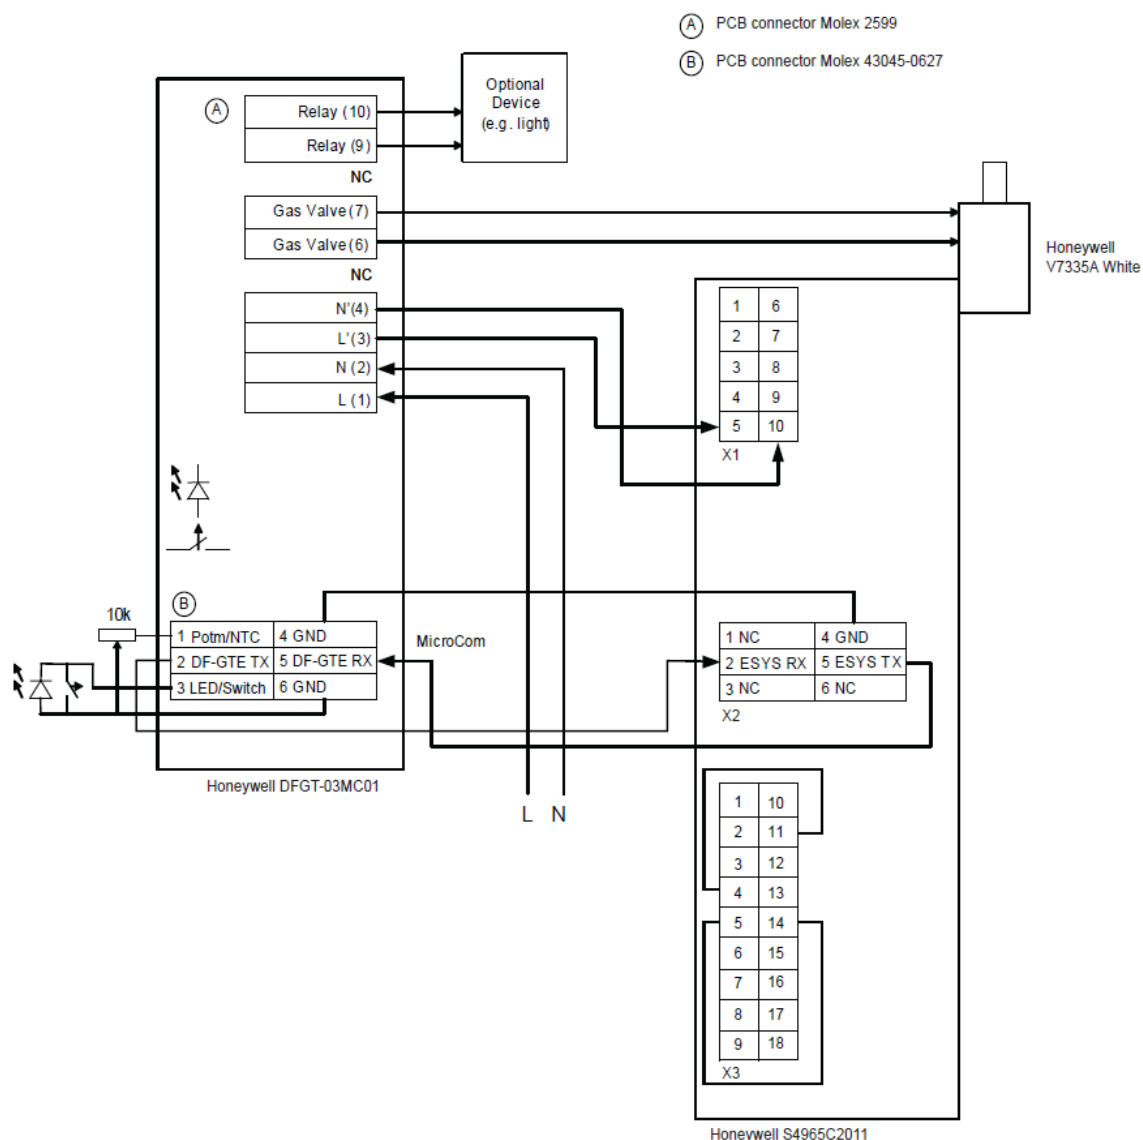 A PCB connector Molex 2599
B PCB connector Molex 43045-0627
A
Relay (10)
Relay (9)
NC
Gas Valve (7)
Gas Valve (6)
NC
N'(4)
L'(3)
N (2)
L (1)
Optional
Device
(e.g. light)
Honeywell
V7335A White
1 6
2 7
3 8
4 9
5 10
X1
B
10k
1 Potm/NTC 4 GND
2 DF-GTE TX 5 DF-GTE RX
3 LED/Switch 6 GND
MicroCom
1 NC 4 GND
2 ESYS RX 5 ESYS TX
3 NC 6 NC
X2
Honeywell DFGT-03MC01
L N
1 10
2 11
3 12
4 13
5 14
6 15
7 16
8 17
9 18
X3
Honeywell S4965C2011